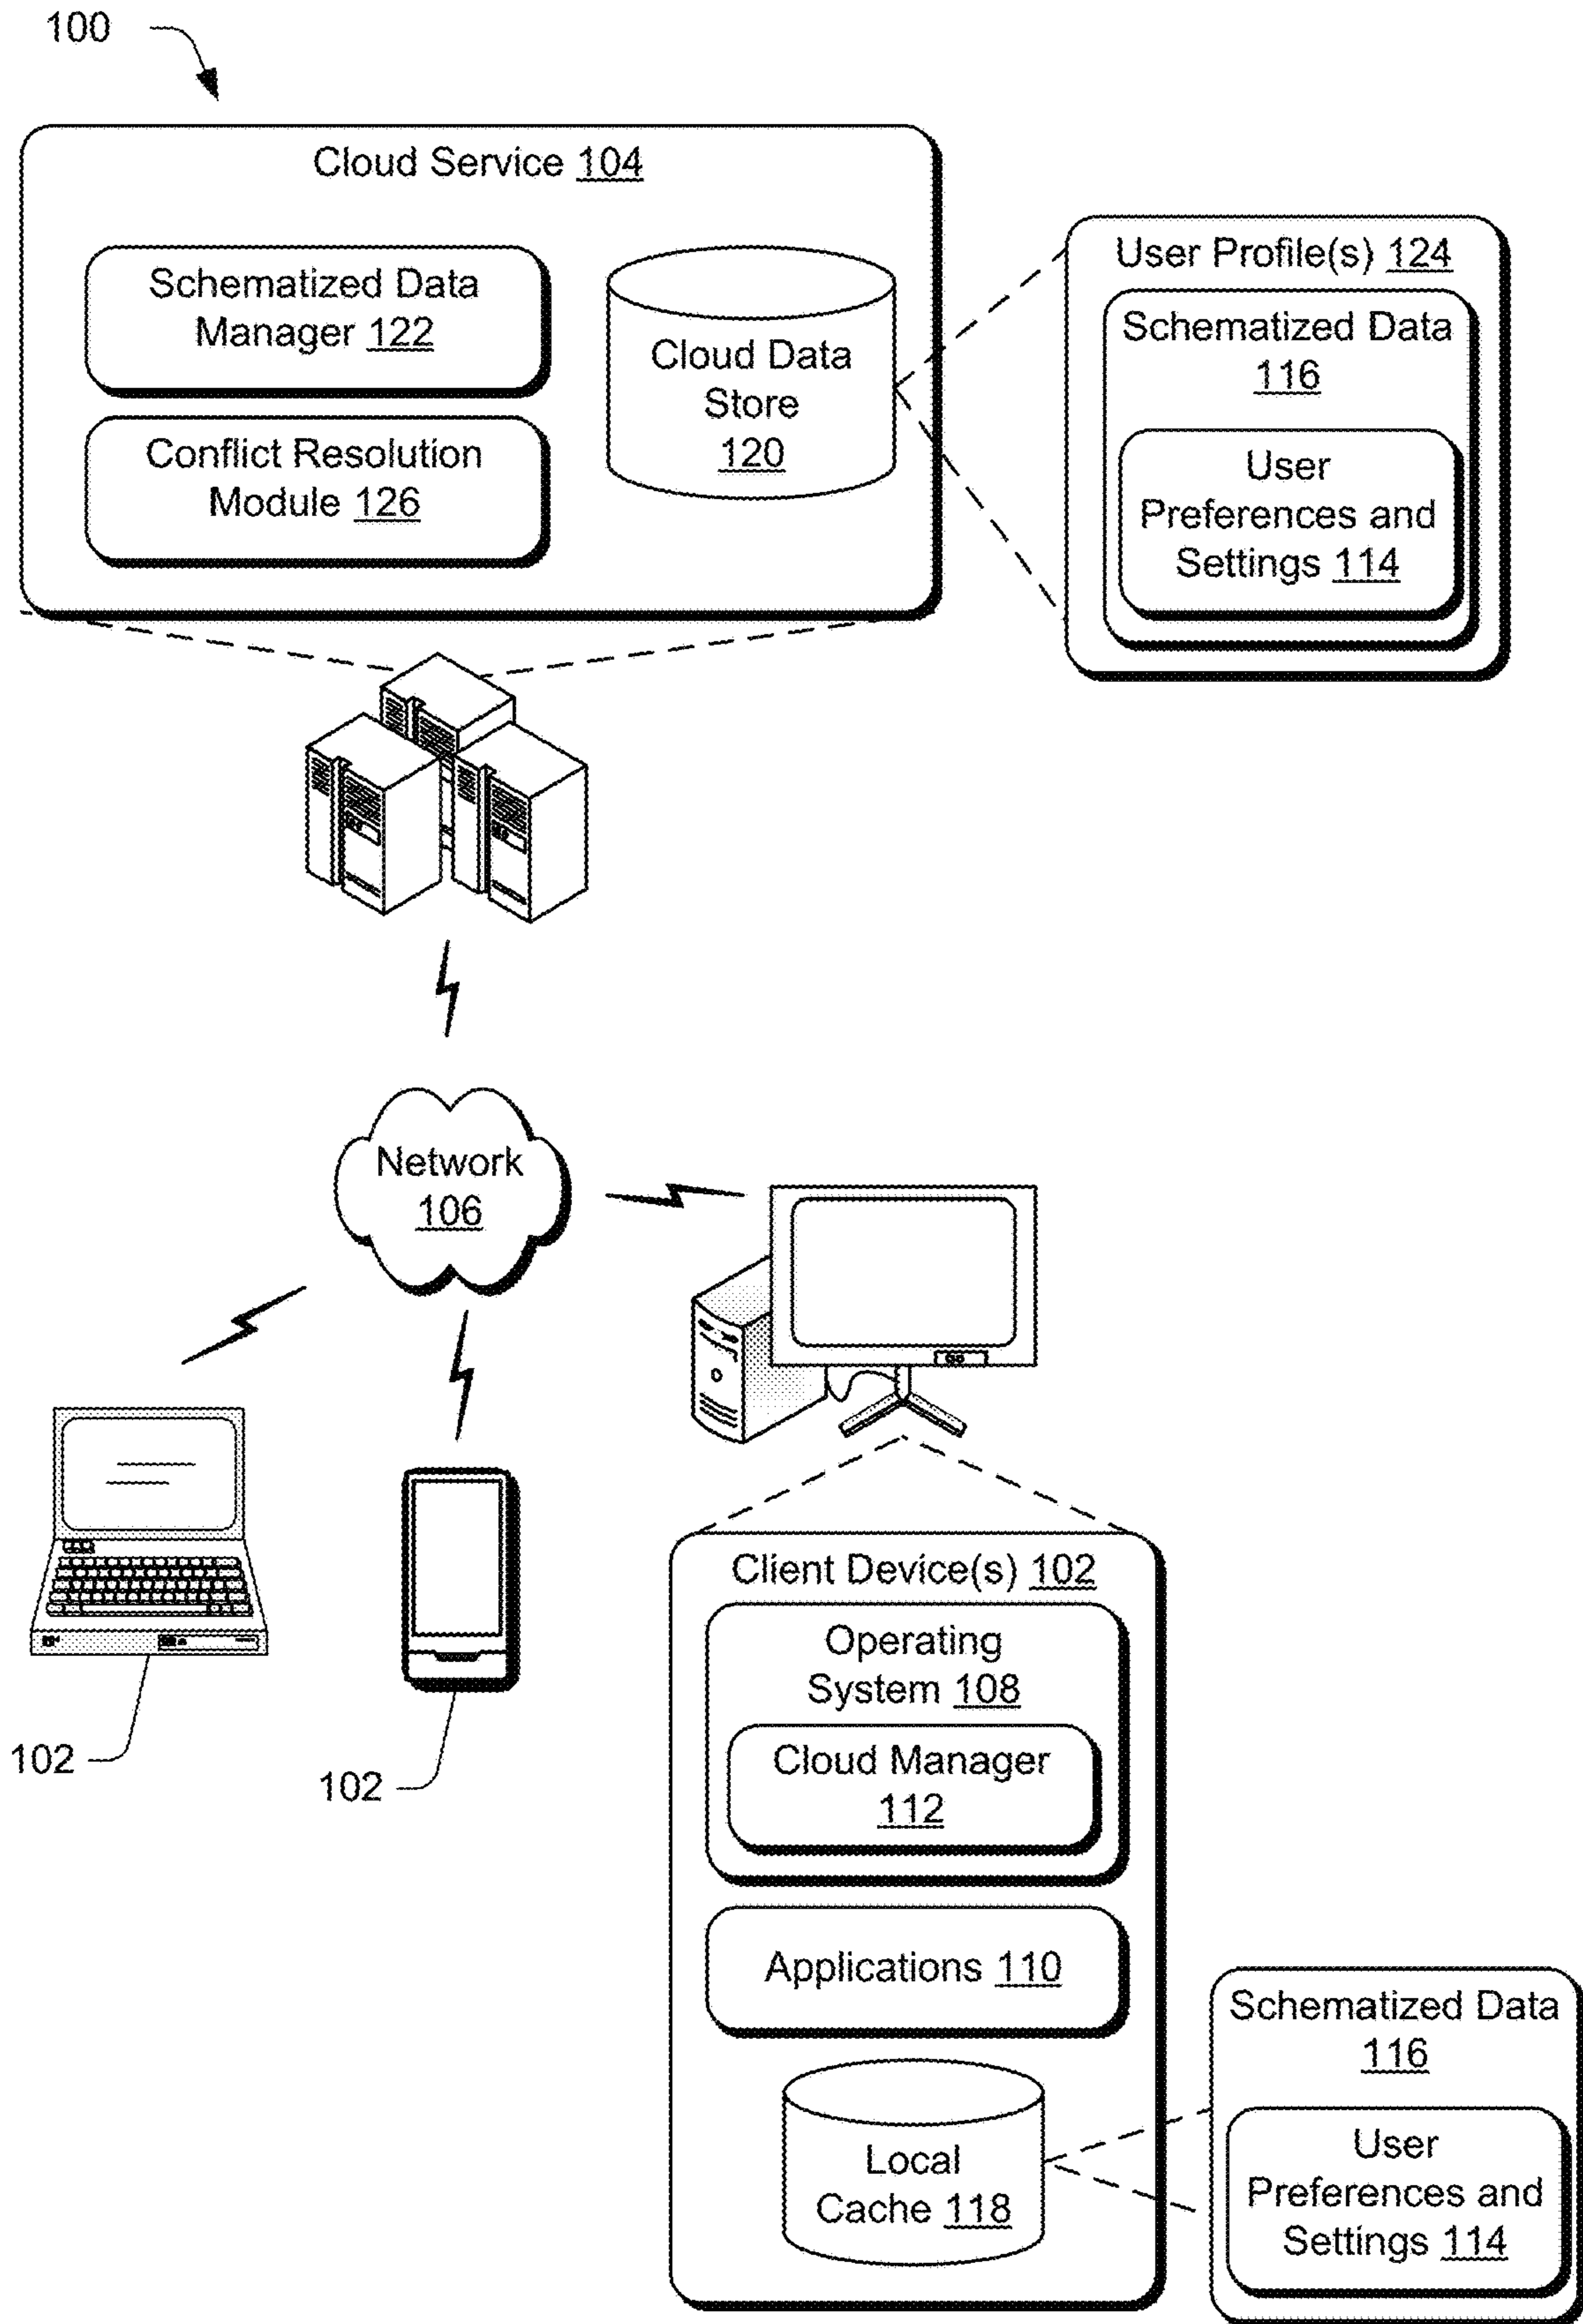 100
Cloud Service 104
Schematized Data
Manager 122
Conflict Resolution
Module 126
Cloud Data
Store
120
User Profile(s) 124
Schematized Data
116
User
Preferences and
Settings 114
Network
106
102
102
Client Device(s) 102
Operating
System 108
Cloud Manager
112
Applications 110
Local
Cache 118
Schematized Data
116
User
Preferences and
Settings 114